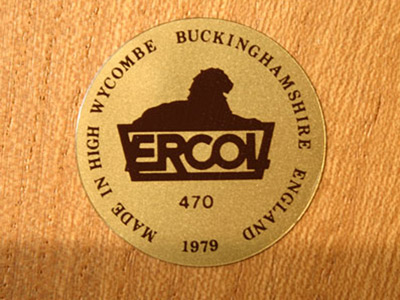 MADE IN HIGH WYCOMBE BUCKINGHAMSHIRE ENGLAND
ERCOL
470
1979